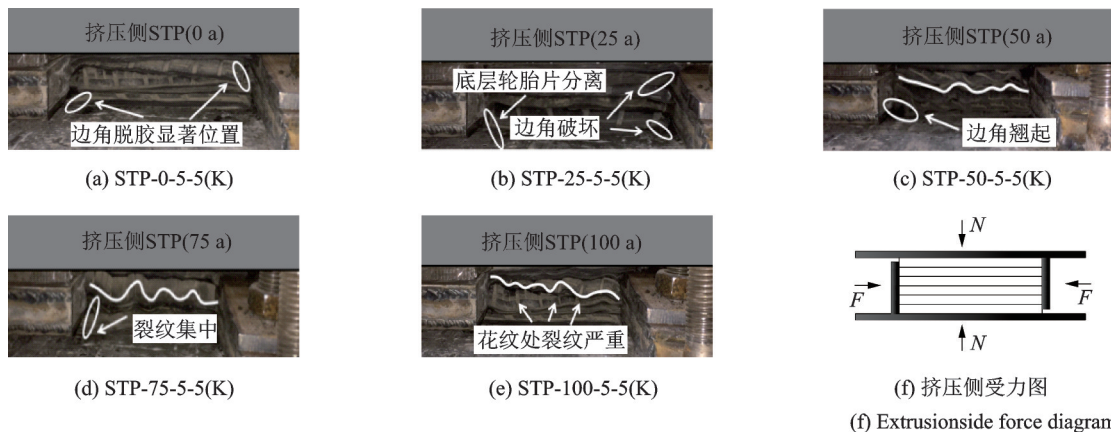 挤压侧STP(0 a)
边角脱胶显著位置
(a) STP-0-5-5(K)
挤压侧STP(25 a)
底层轮胎片分离
边角破坏
(b) STP-25-5-5(K)
挤压侧STP(50 a)
边角翘起
(c) STP-50-5-5(K)
挤压侧STP(75 a)
裂纹集中
(d) STP-75-5-5(K)
挤压侧STP(100 a)
花纹处裂纹严重
(e) STP-100-5-5(K)
N
F
F
N
(f) 挤压侧受力图
(f) Extrusionside force diagram